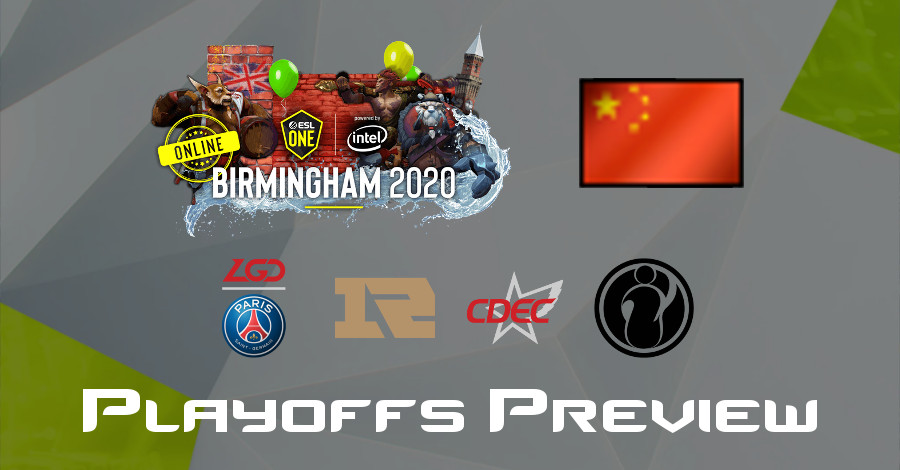 ONLINE
ESL
ONE
powered by
intel
BIRMINGHAM 2020
LGD
PARIS
SAINT-GERMAIN
R
CDEC
Playoffs Preview